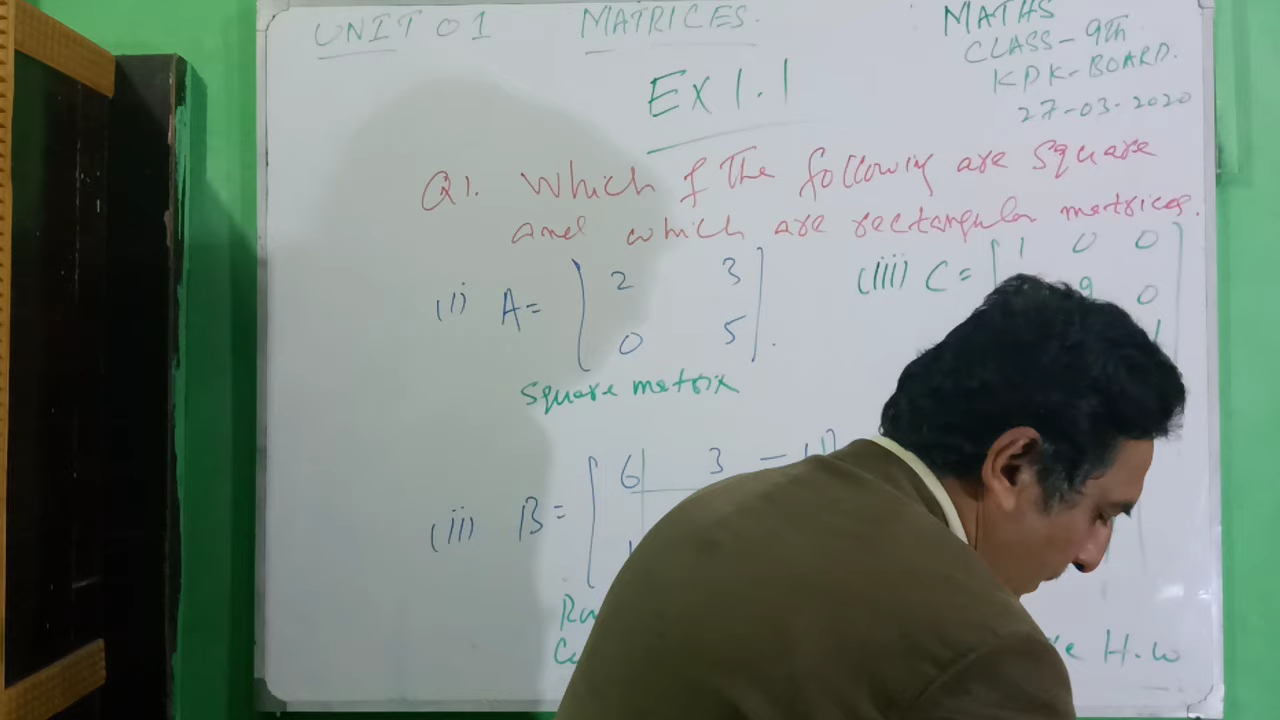 UNIT 01 MATRICES.
MATHS
CLASS-9th
KPK-BOARD.
27-03-2020
EX 1.1
Q1. Which of the following are square
and which are rectangular matrices.
(i) A= [ 2 3
0 5 ].
square matrix
(ii) B= [ 6 3
(iii) C= [ 1 0 0 ]
9 0
1
H.W